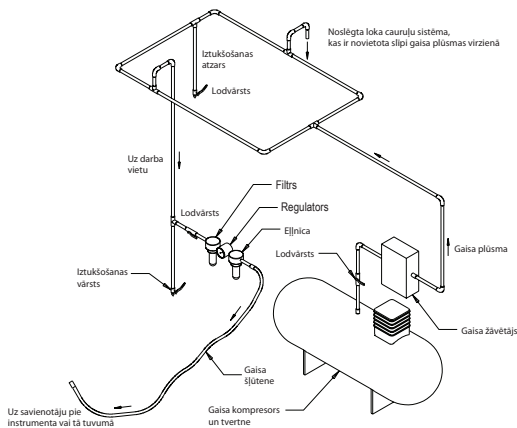 Noslēgta loka cauruļu sistēma,
kas ir novietota slīpi gaisa plūsmas virzienā
Iztukšošanas
atzars
Lodvārsts
Uz darba
vietu
Filtrs
Regulators
Lodvārsts
Eļļnica
Lodvārsts
Gaisa plūsma
Iztukšošanas
vārsts
Gaisa žāvētājs
Gaisa
šļūtene
Uz savienotāju pie
instrumenta vai tā tuvumā
Gaisa kompresors
un tvertne